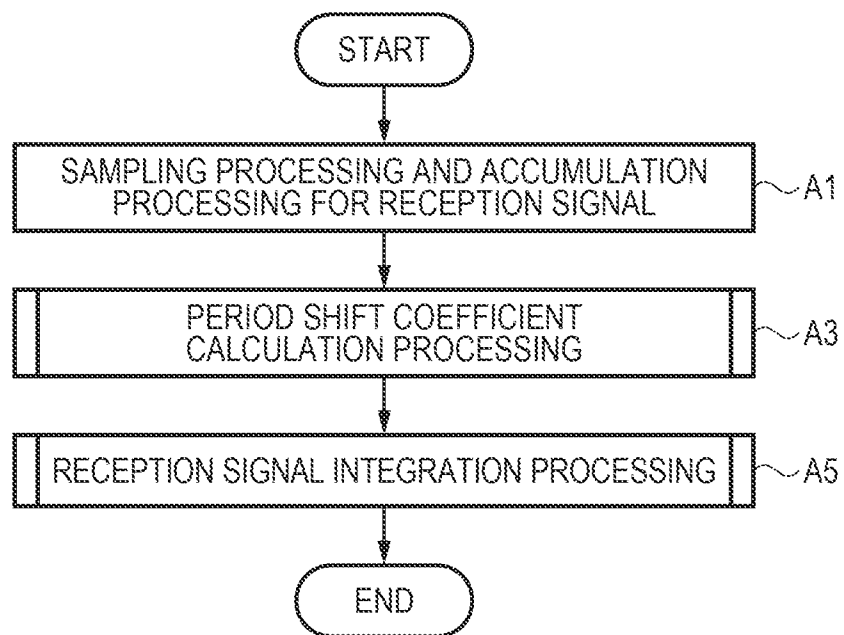 START
SAMPLING PROCESSING AND ACCUMULATION
PROCESSING FOR RECEPTION SIGNAL
A1
PERIOD SHIFT COEFFICIENT
CALCULATION PROCESSING
A3
RECEPTION SIGNAL INTEGRATION PROCESSING
A5
END